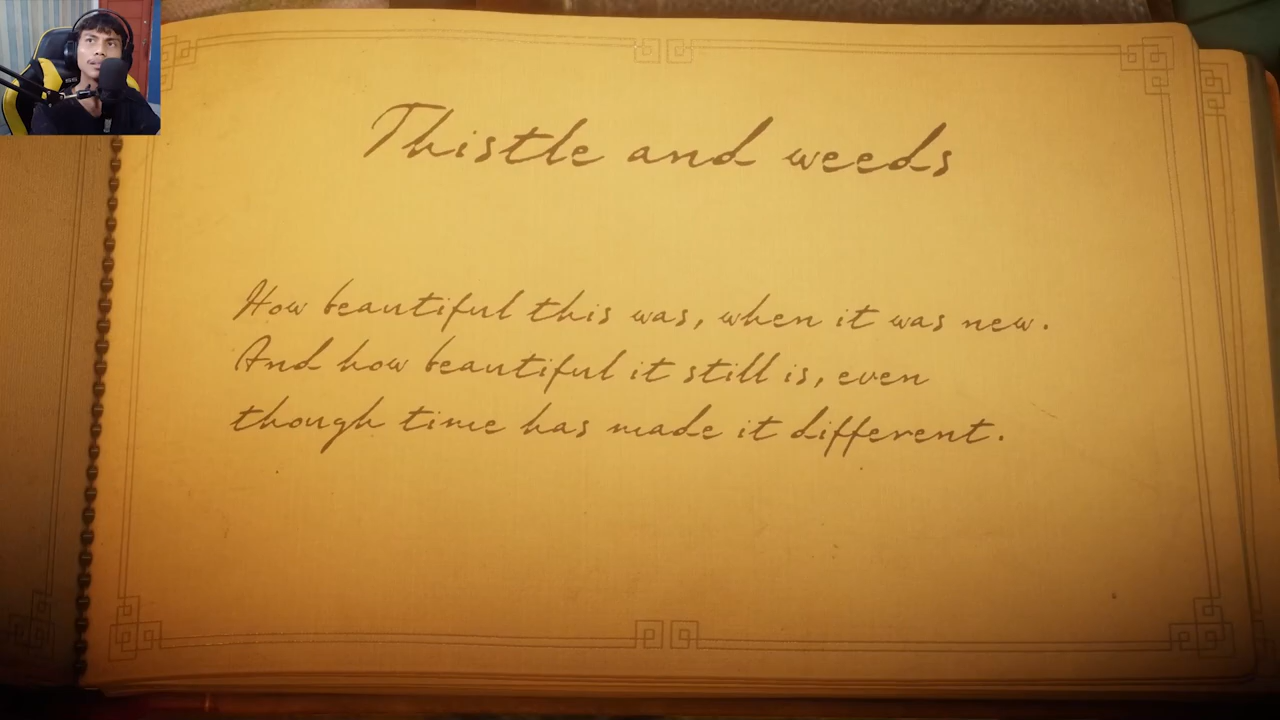 Thistle and weeds
How beautiful this was, when it was new.
And how beautiful it still is, even
though time has made it different.